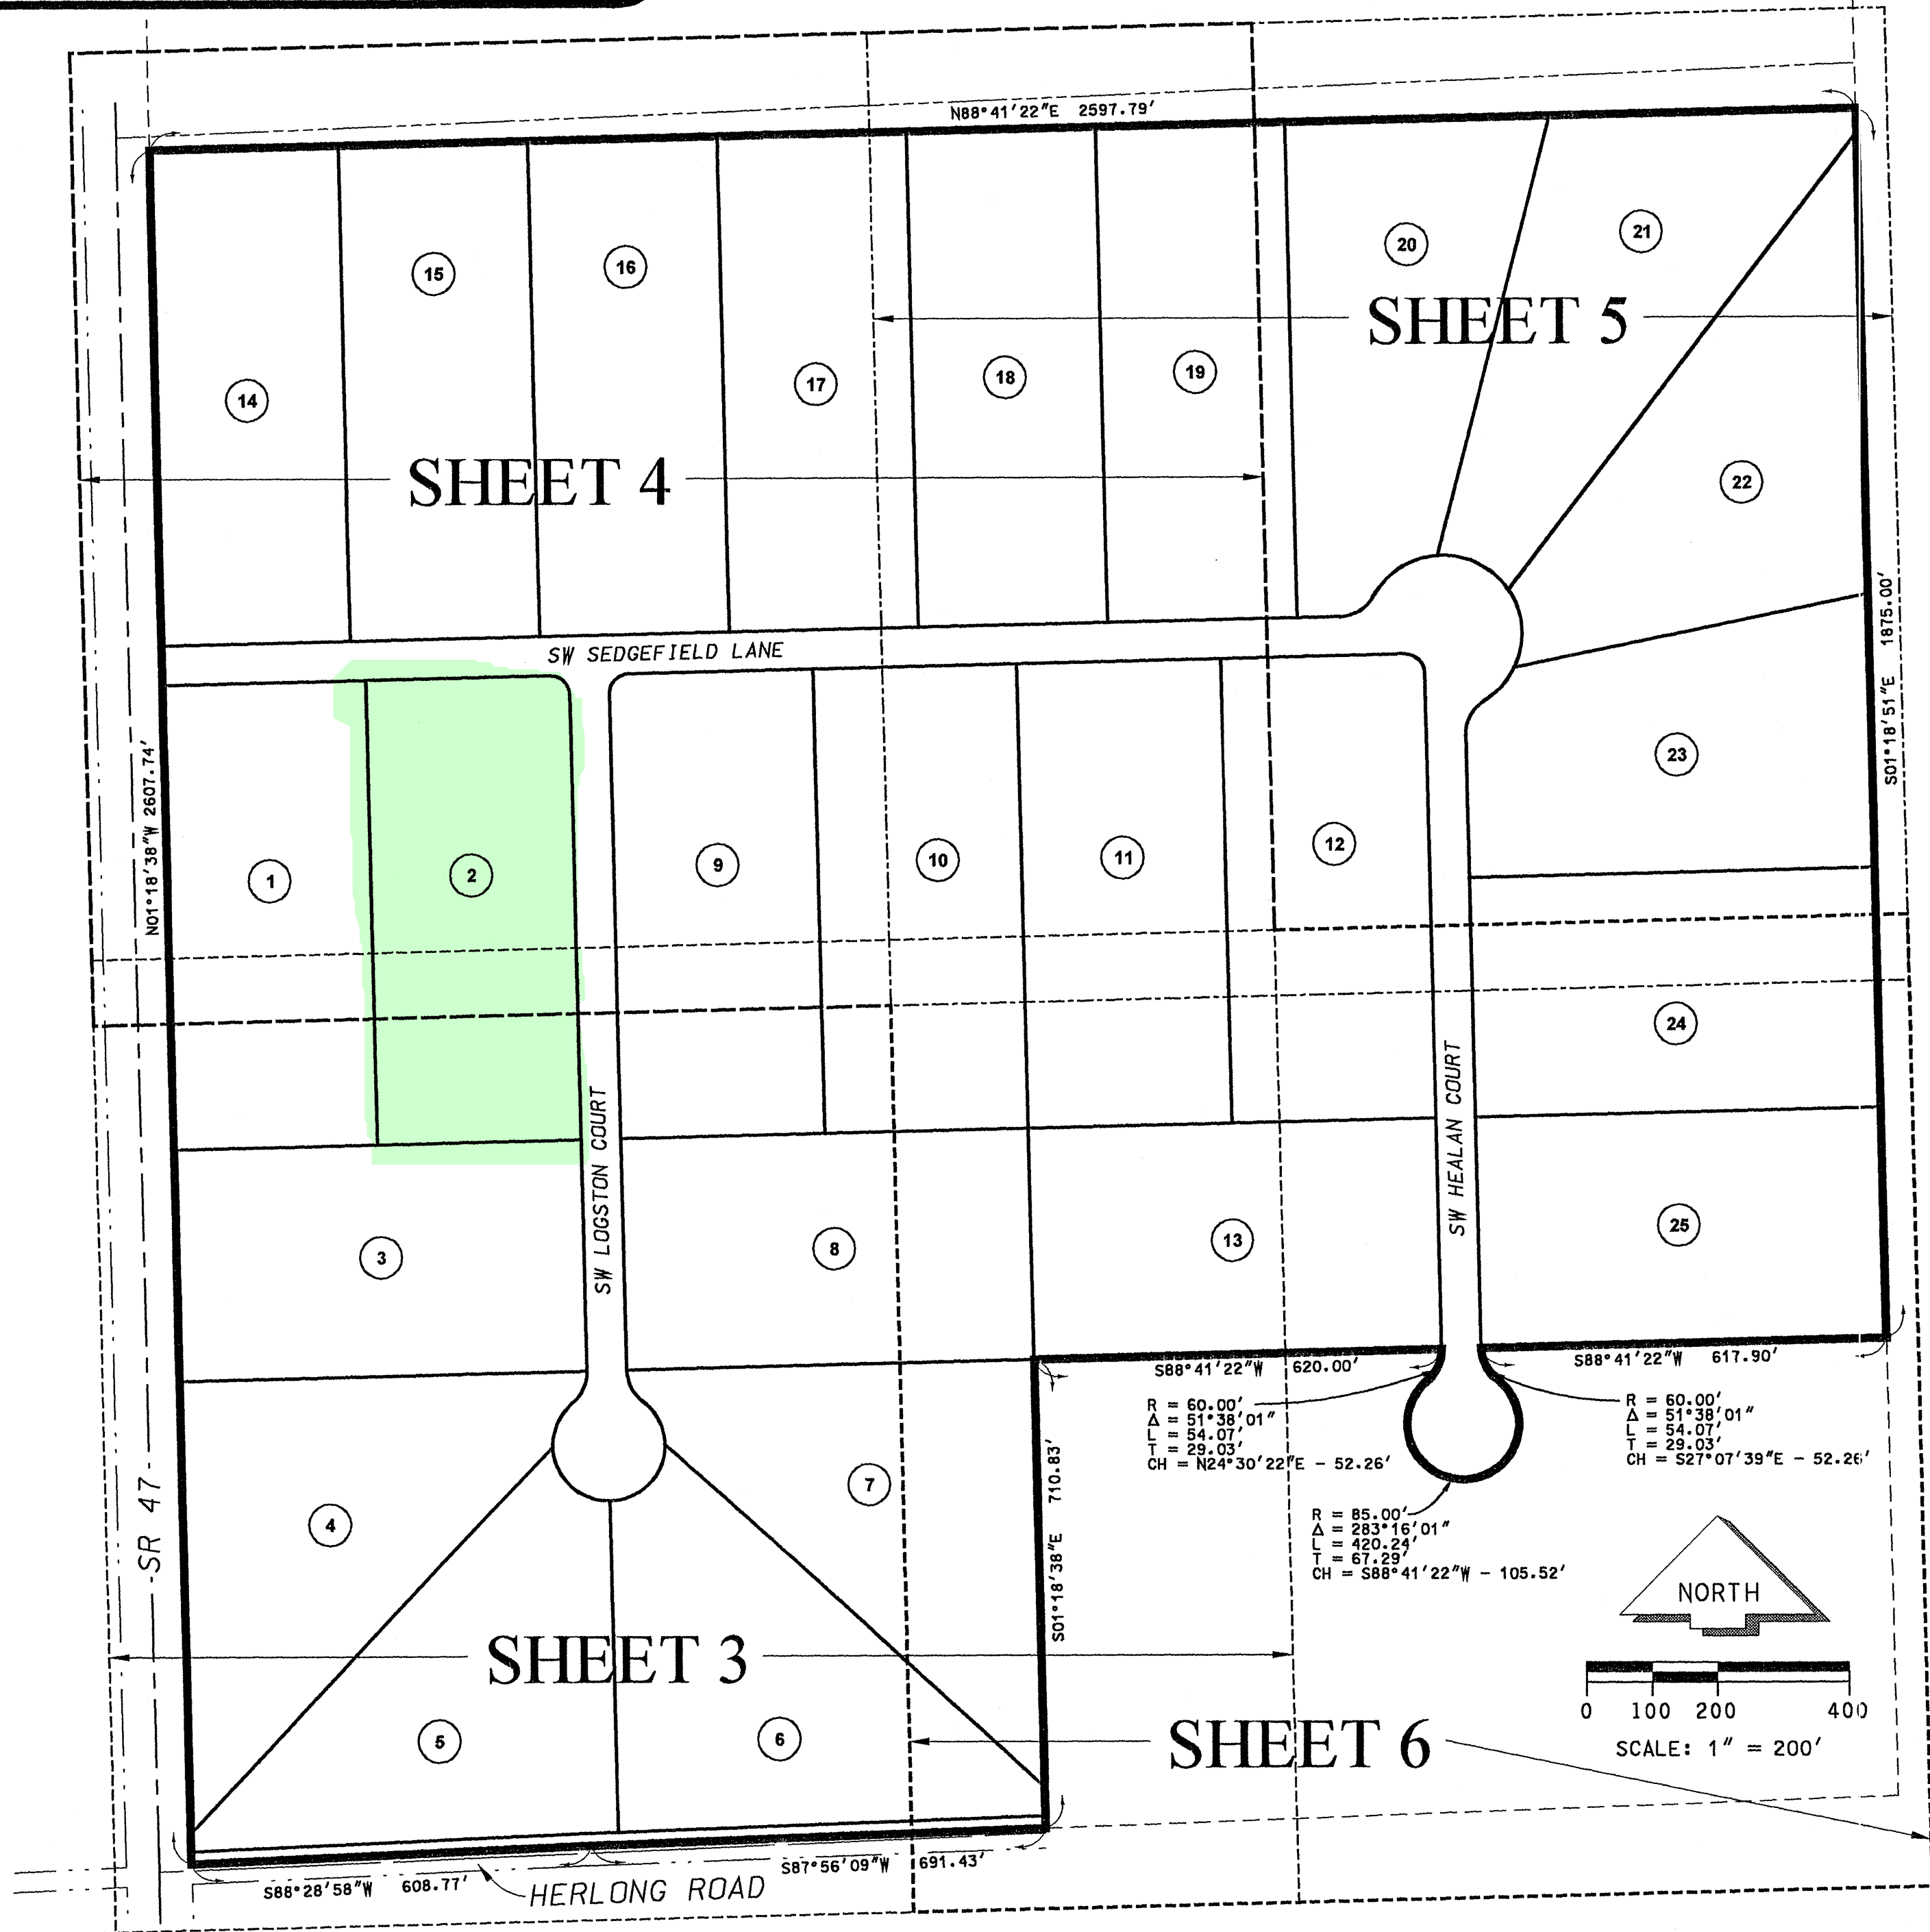 N88°41'22"E 2597.79'
14
15
16
17
18
19
20
21
SHEET 5
SHEET 4
22
SW SEDGEFIELD LANE
N01°18'38"W 2607.74'
S01°18'51"E 1875.00'
1
2
9
10
11
12
23
24
SW LOGSTON COURT
SW HEALAN COURT
3
8
13
25
S88°41'22"W 620.00'
S88°41'22"W 617.90'
R = 60.00'
Δ = 51°38'01"
L = 54.07'
T = 29.03'
CH = N24°30'22"E - 52.26'
R = 60.00'
Δ = 51°38'01"
L = 54.07'
T = 29.03'
CH = S27°07'39"E - 52.26'
R = 85.00'
Δ = 283°16'01"
L = 420.24'
T = 67.29'
CH = S88°41'22"W - 105.52'
S01°18'38"E 710.83'
SR 47
4
7
5
6
SHEET 3
SHEET 6
NORTH
0 100 200 400
SCALE: 1" = 200'
S88°28'58"W 608.77'
S87°56'09"W 691.43'
HERLONG ROAD